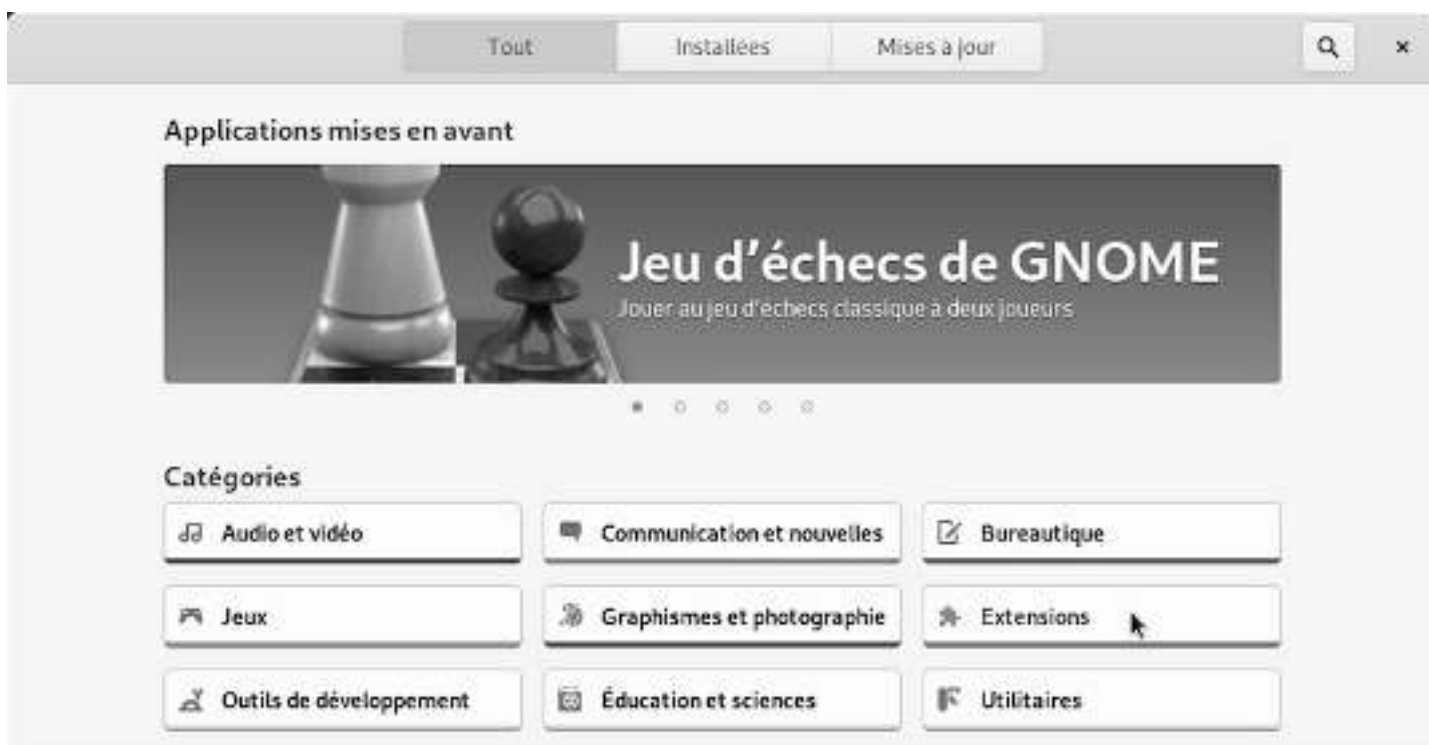 Tout Installées Mises à jour
Applications mises en avant
Jeu d'échecs de GNOME
Jouer au jeu d'échecs classique à deux joueurs
Catégories
Audio et vidéo Communication et nouvelles Bureautique
Jeux Graphismes et photographie Extensions
Outils de développement Éducation et sciences Utilitaires